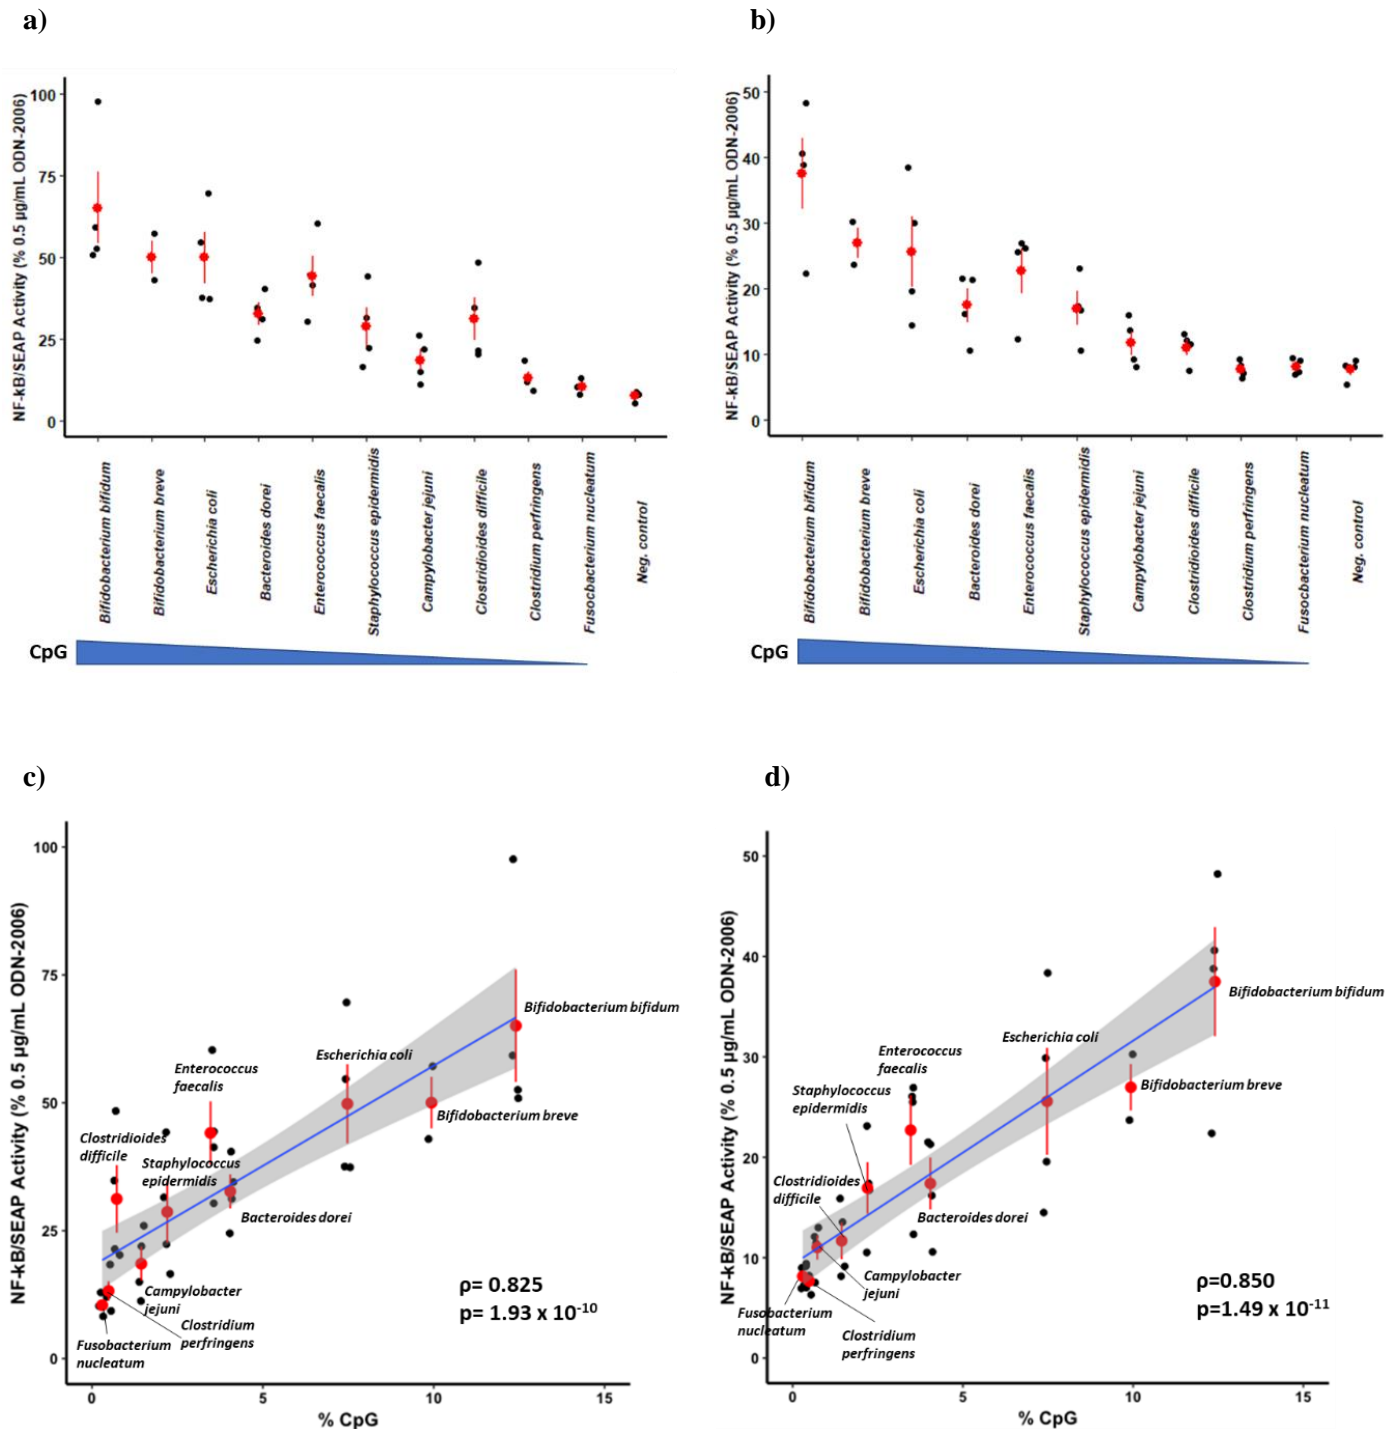 a)
NF-kB/SEAP Activity (% 0.5 µg/mL ODN-2006)
100
75
50
25
0
Bifidobacterium bifidum
Bifidobacterium breve
Escherichia coli
Bacteroides dorei
Enterococcus faecalis
Staphylococcus epidermidis
Campylobacter jejuni
Clostridioides difficile
Clostridium perfringens
Fusobacterium nucleatum
Neg. control
CpG
b)
NF-kB/SEAP Activity (% 0.5 µg/mL ODN-2006)
50
40
30
20
10
0
Bifidobacterium bifidum
Bifidobacterium breve
Escherichia coli
Bacteroides dorei
Enterococcus faecalis
Staphylococcus epidermidis
Campylobacter jejuni
Clostridioides difficile
Clostridium perfringens
Fusobacterium nucleatum
Neg. control
CpG
c)
NF-kB/SEAP Activity (% 0.5 µg/mL ODN-2006)
100
75
50
25
0
Bifidobacterium bifidum
Escherichia coli
Enterococcus
faecalis
Bifidobacterium breve
Clostridioides
difficile
Staphylococcus
epidermidis
Bacteroides dorei
Campylobacter
jejuni
Clostridium
perfringens
Fusobacterium
nucleatum
ρ= 0.825
p= 1.93 x 10-10
0
5
10
15
% CpG
d)
NF-kB/SEAP Activity (% 0.5 µg/mL ODN-2006)
50
40
30
20
10
0
Bifidobacterium bifidum
Escherichia coli
Enterococcus
faecalis
Staphylococcus
epidermidis
Bifidobacterium breve
Clostridioides
difficile
Bacteroides dorei
Campylobacter
jejuni
Fusobacterium
nucleatum
Clostridium
perfringens
ρ=0.850
p=1.49 x 10-11
0
5
10
15
% CpG